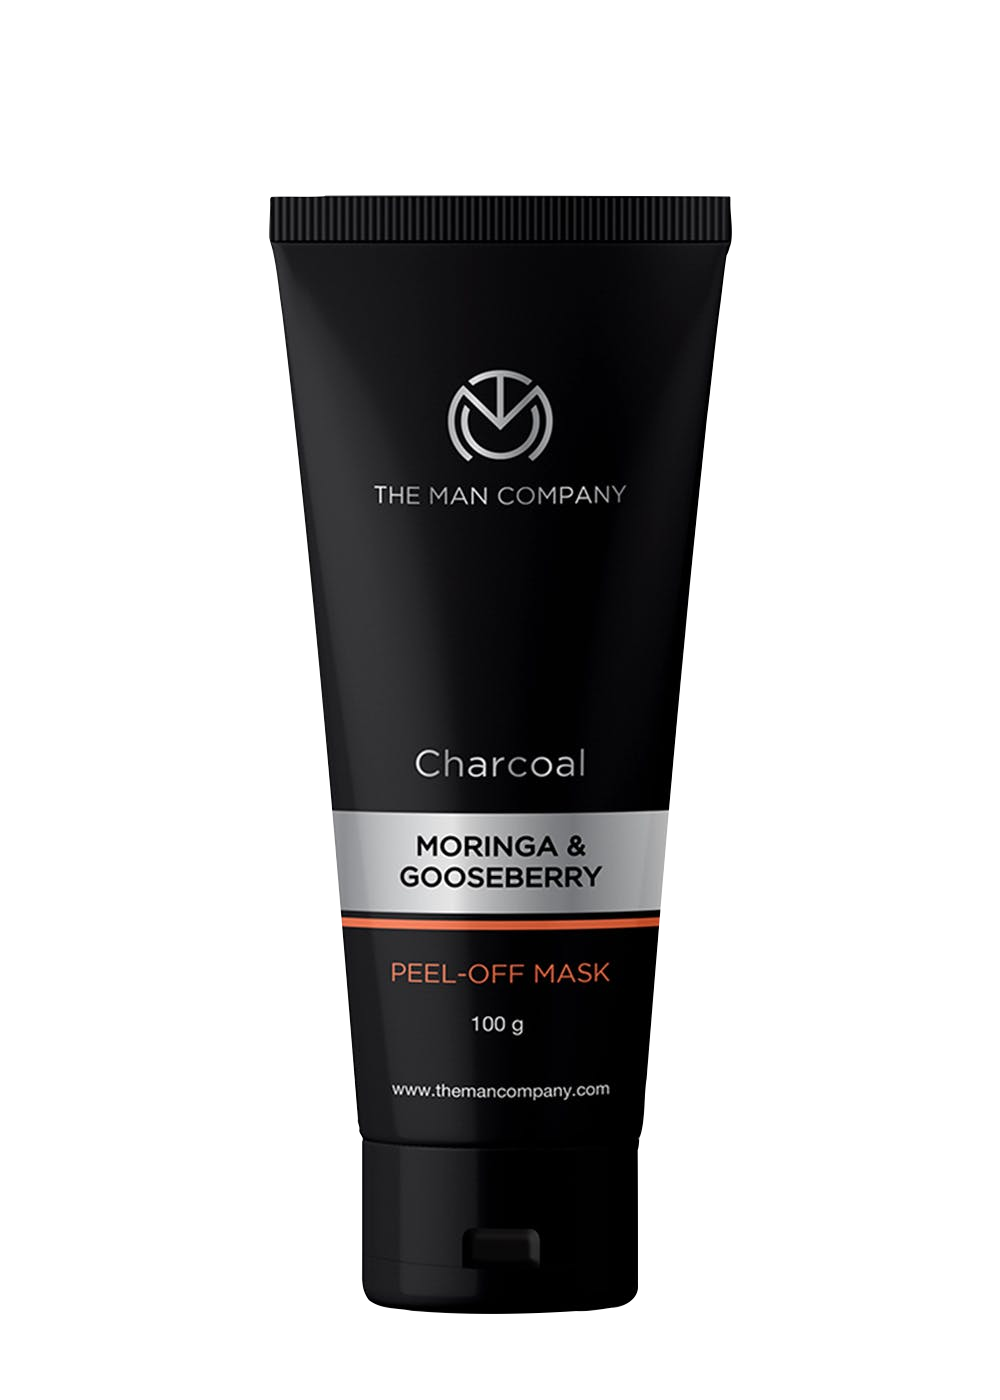 THE MAN COMPANY
Charcoal
MORINGA &
GOOSEBERRY
PEEL-OFF MASK
100 g
www.themancompany.com